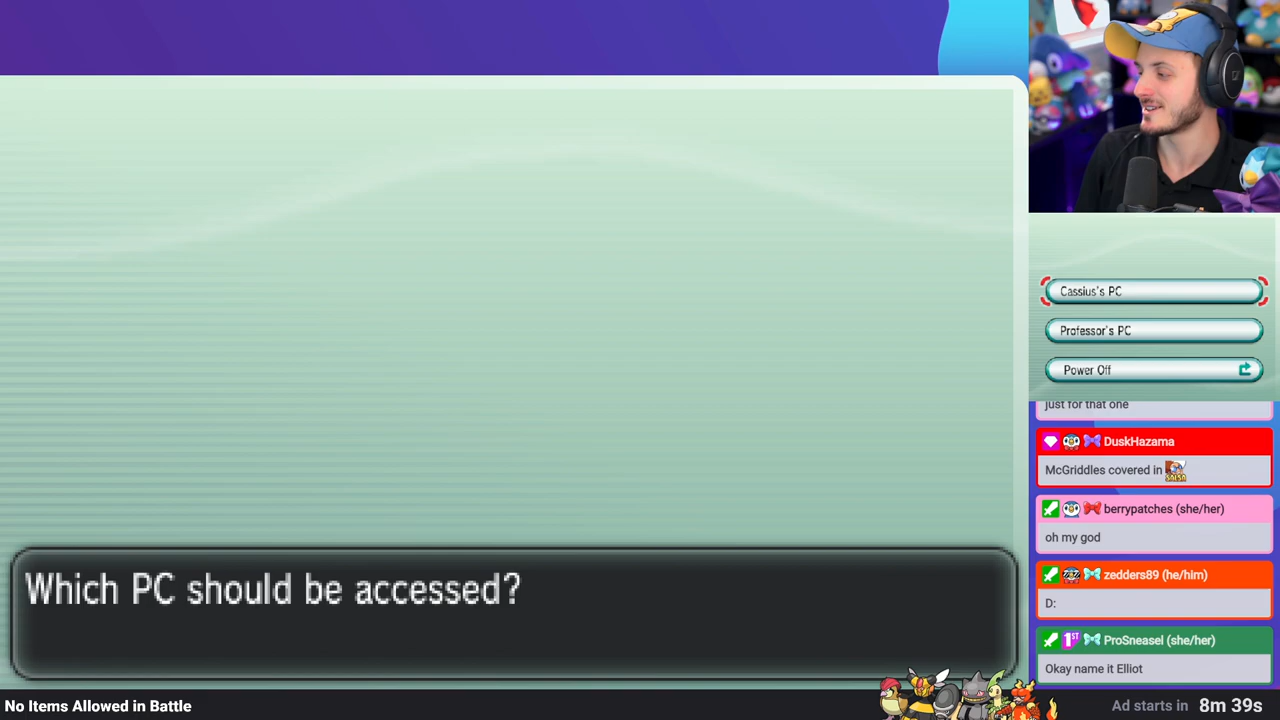 Cassius's PC
Professor's PC
Power Off
just for that one
DuskHazama
McGriddles covered in SALSA
berrypatches (she/her)
oh my god
zedders89 (he/him)
D:
1ST ProSneasel (she/her)
Okay name it Elliot
Which PC should be accessed?
No Items Allowed in Battle
Ad starts in 8m 39s